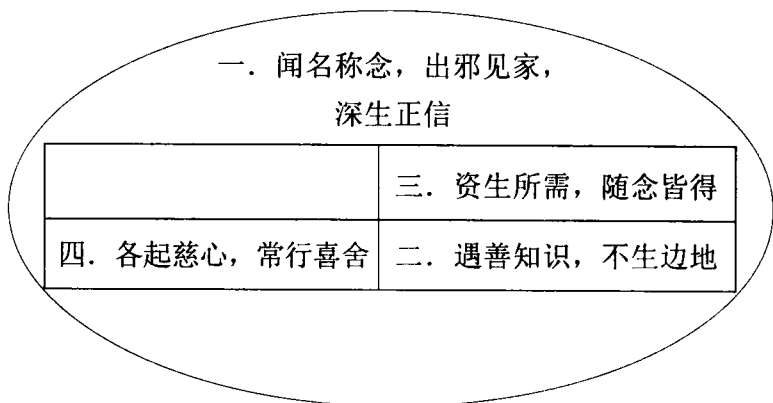 一．闻名称念，出邪见家，
深生正信
三．资生所需，随念皆得
四．各起慈心，常行喜舍
二．遇善知识，不生边地